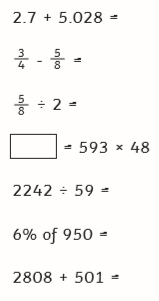 2.7 + 5.028 =
3/4 - 5/8 =
5/8 ÷ 2 =
= 593 × 48
2242 ÷ 59 =
6% of 950 =
2808 + 501 =